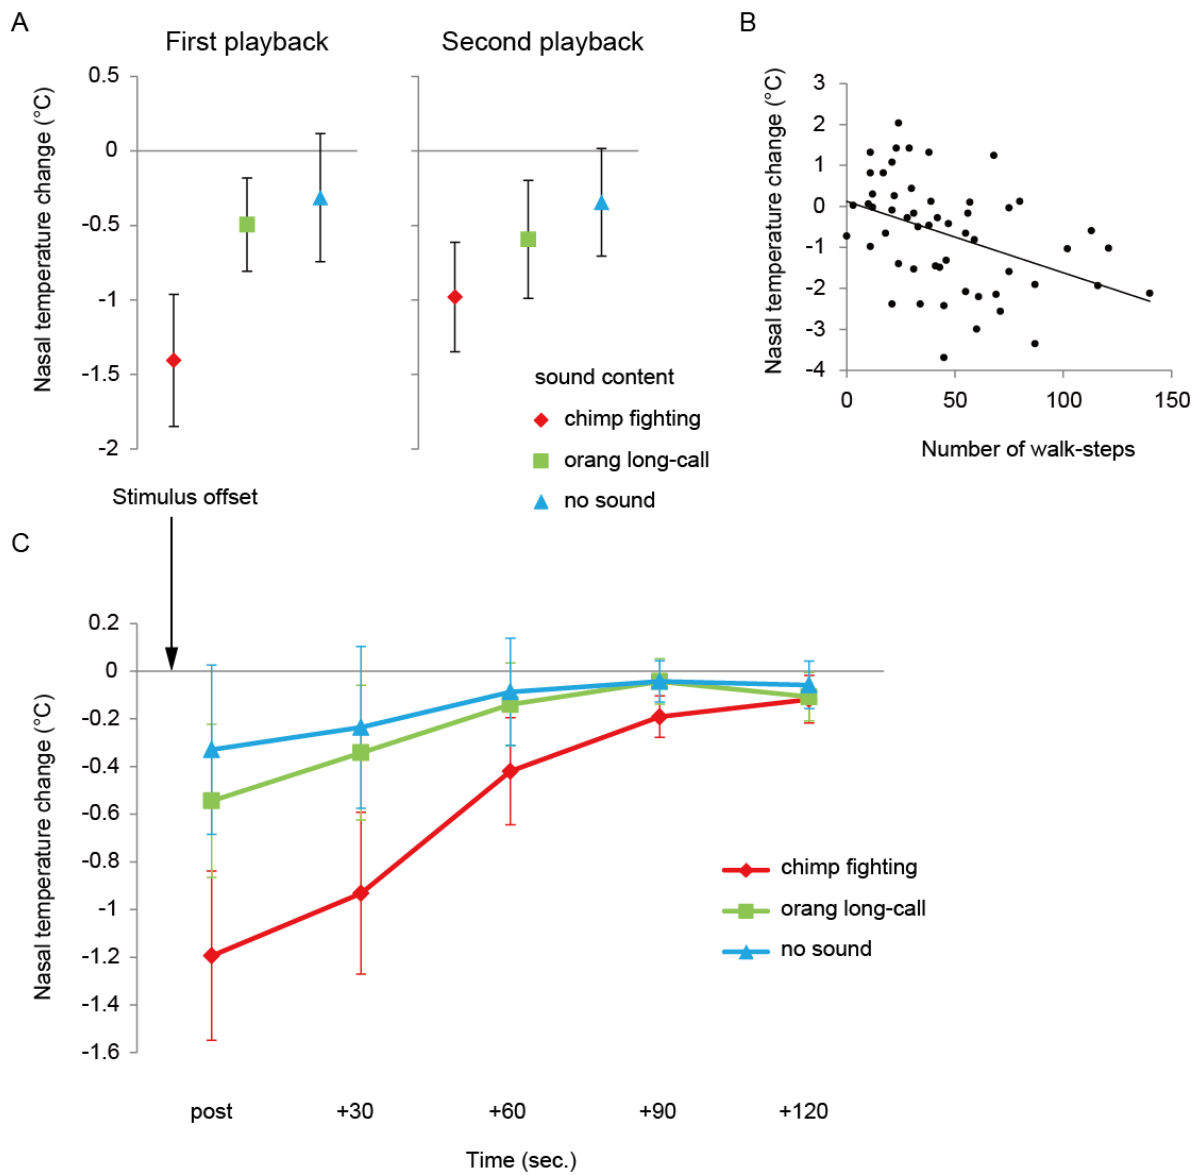 A
First playback
Second playback
Nasal temperature change (°C)
0.5
0
-0.5
-1
-1.5
-2
sound content
chimp fighting
orang long-call
no sound
B
Nasal temperature change (°C)
3
2
1
0
-1
-2
-3
-4
0 50 100 150
Number of walk-steps
Stimulus offset
C
Nasal temperature change (°C)
0.2
0
-0.2
-0.4
-0.6
-0.8
-1
-1.2
-1.4
-1.6
chimp fighting
orang long-call
no sound
post +30 +60 +90 +120
Time (sec.)